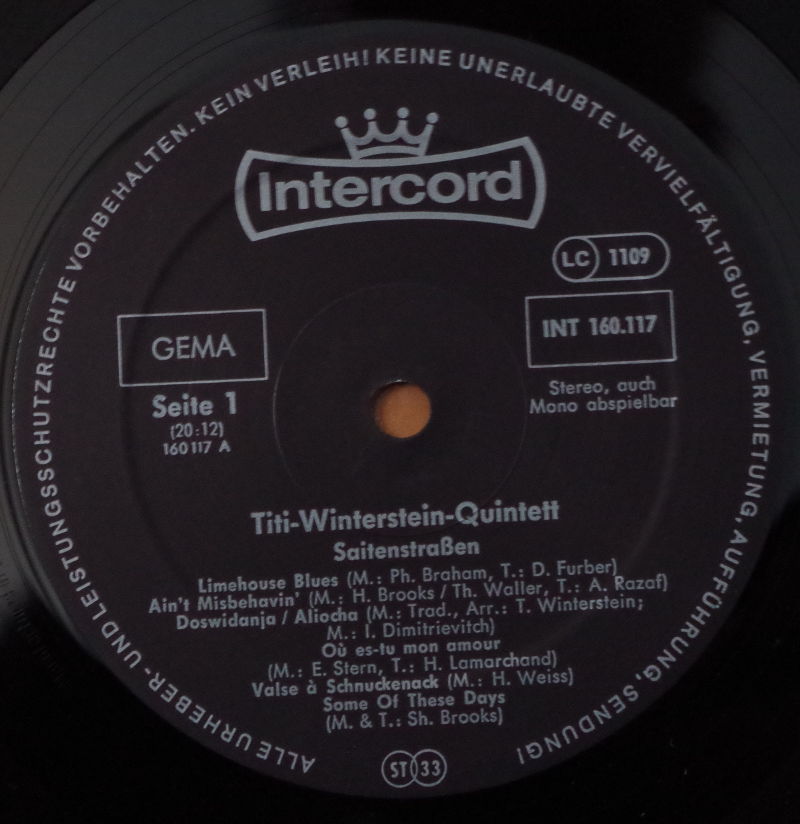 ALLE URHEBER- UND LEISTUNGSSCHUTZRECHTE VORBEHALTEN. KEIN VERLEIH! KEINE UNERLAUBTE VERVIELFÄLTIGUNG, VERMIETUNG, AUFFÜHRUNG, SENDUNG!
Intercord
LC 1109
GEMA
INT 160.117
Seite 1
(20:12)
160117 A
Stereo, auch
Mono abspielbar
Titi-Winterstein-Quintett
Saitenstraßen
Limehouse Blues (M.: Ph. Braham, T.: D. Furber)
Ain't Misbehavin' (M.: H. Brooks / Th. Waller, T.: A. Razaf)
Doswidanja / Aliocha (M.: Trad., Arr.: T. Winterstein;
M.: I. Dimitrievitch)
Où es-tu mon amour
(M.: E. Stern, T.: H. Lamarchand)
Valse à Schnuckenack (M.: H. Weiss)
Some Of These Days
(M. & T.: Sh. Brooks)
ST 33